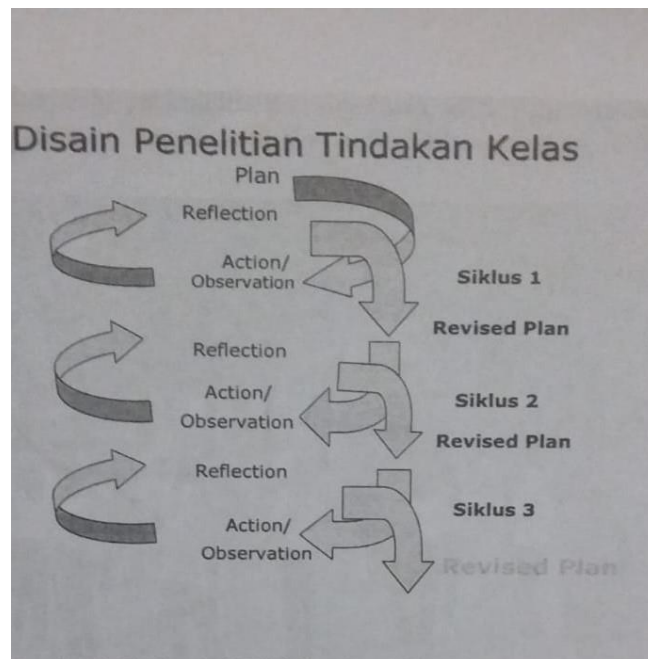 Disain Penelitian Tindakan Kelas
Plan
Reflection
Action/
Observation
Siklus 1
Revised Plan
Reflection
Action/
Observation
Siklus 2
Revised Plan
Reflection
Action/
Observation
Siklus 3
Revised Plan